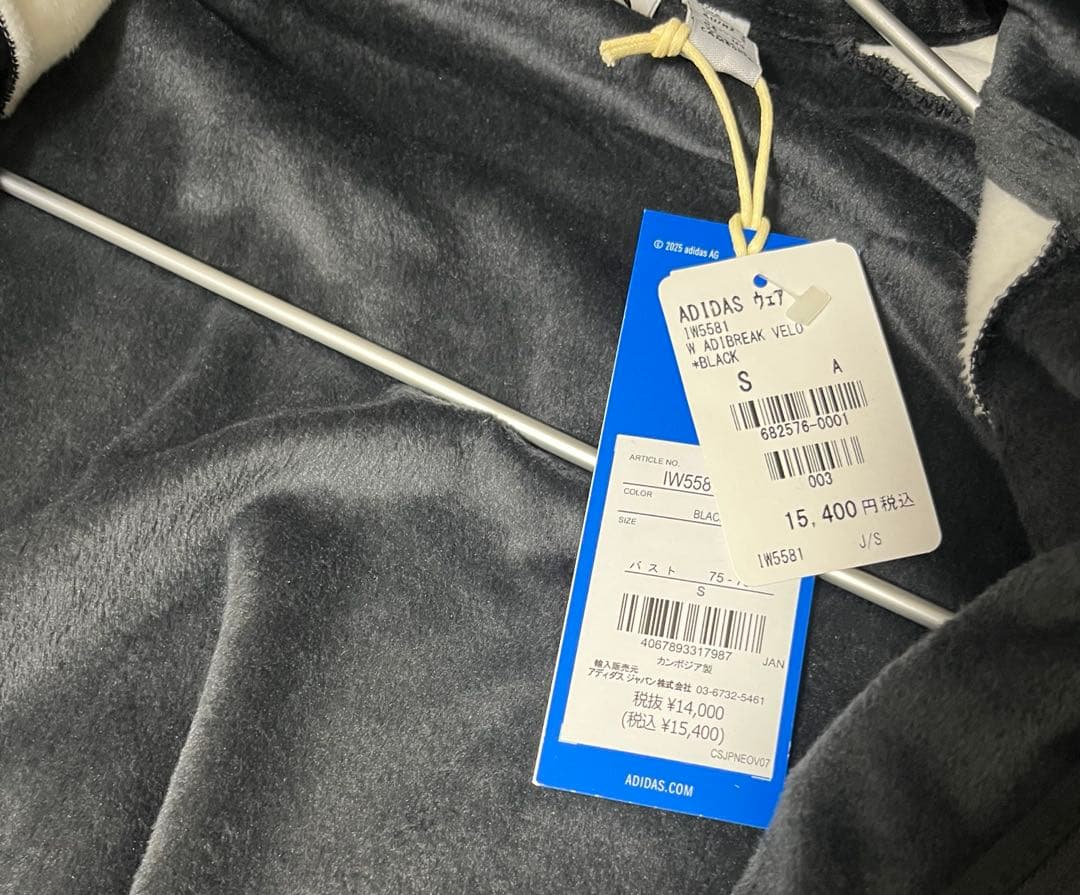 © 2025 adidas AG
ADIDAS ウェア
IW5581
W ADIBREAK VELO
*BLACK
S A
682576-0001
003
15,400円税込
IW5581 J/S
ARTICLE NO.
IW558
COLOR
BLAC
SIZE
バスト 75-
S
4067893317987 JAN
カンボジア製
輸入販売元
アディダス ジャパン株式会社 03-6732-5461
税抜 ¥14,000
(税込 ¥15,400)
CSJPNEOV07
ADIDAS.COM